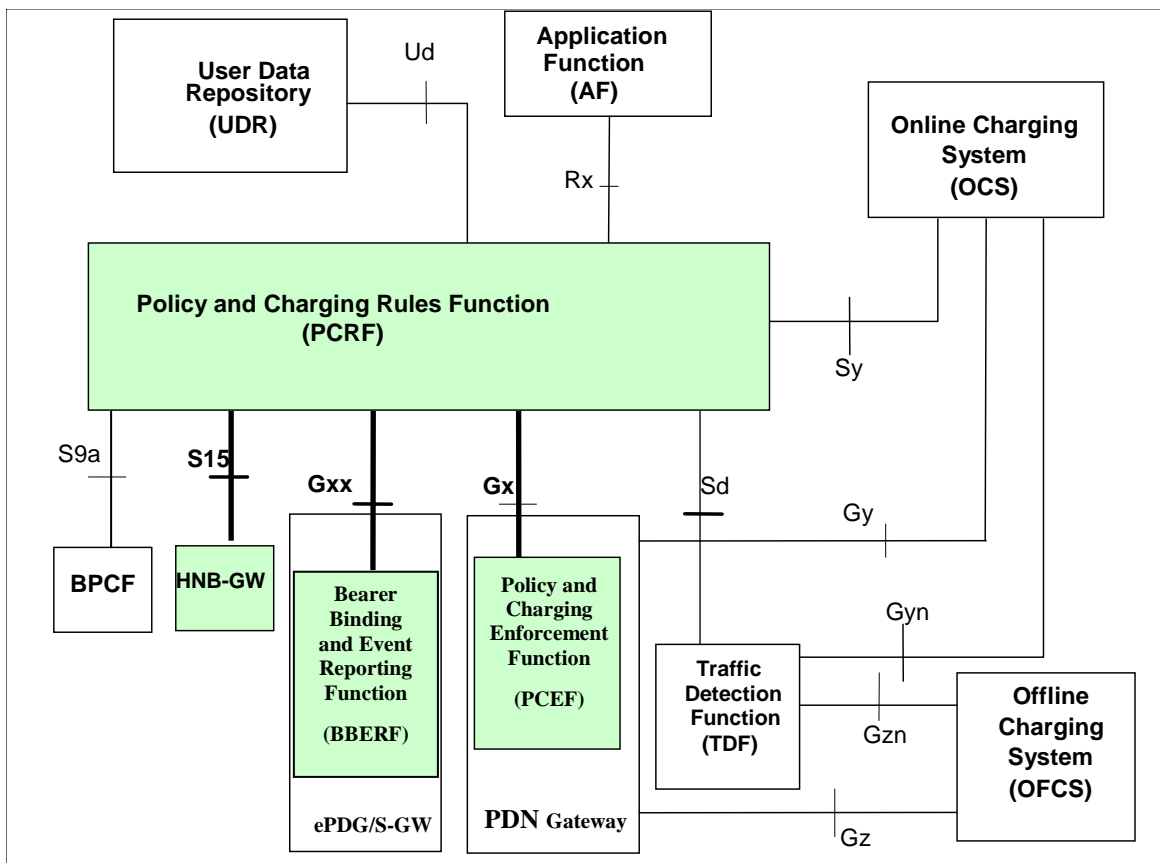 User Data
Repository
(UDR)
Ud
Application
Function
(AF)
Online Charging
System
(OCS)
Rx
Policy and Charging Rules Function
(PCRF)
Sy
S9a
S15
Gxx
Gx
Sd
Gy
BPCF
HNB-GW
Bearer
Binding
and Event
Reporting
Function
(BBERF)
ePDG/S-GW
Policy and
Charging
Enforcement
Function
(PCEF)
PDN Gateway
Traffic
Detection
Function
(TDF)
Gyn
Gzn
Gz
Offline
Charging
System
(OFCS)